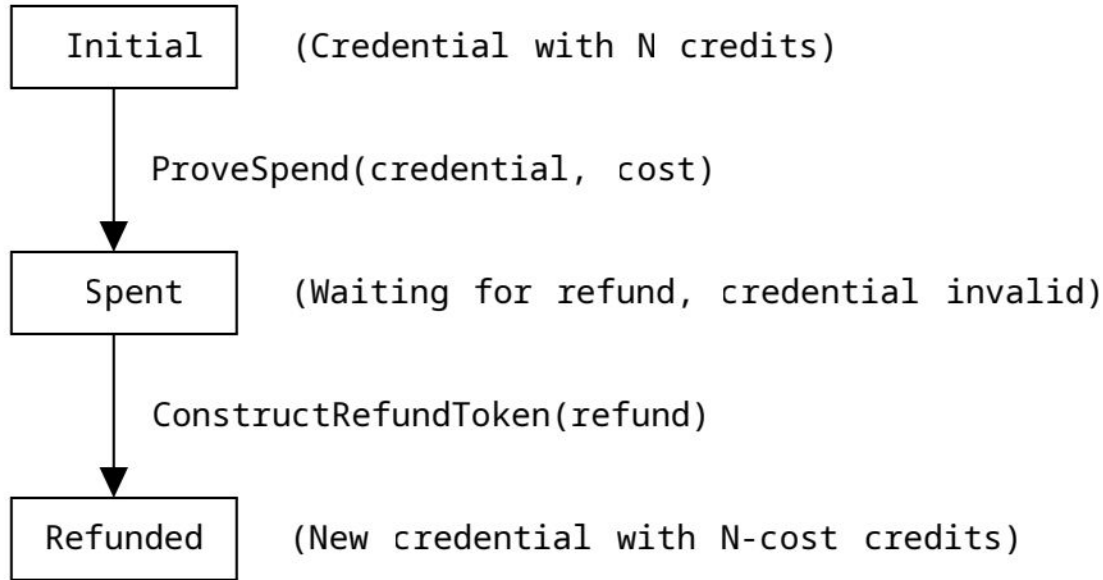 Initial (Credential with N credits)
ProveSpend(credential, cost)
Spent (Waiting for refund, credential invalid)
ConstructRefundToken(refund)
Refunded (New credential with N-cost credits)